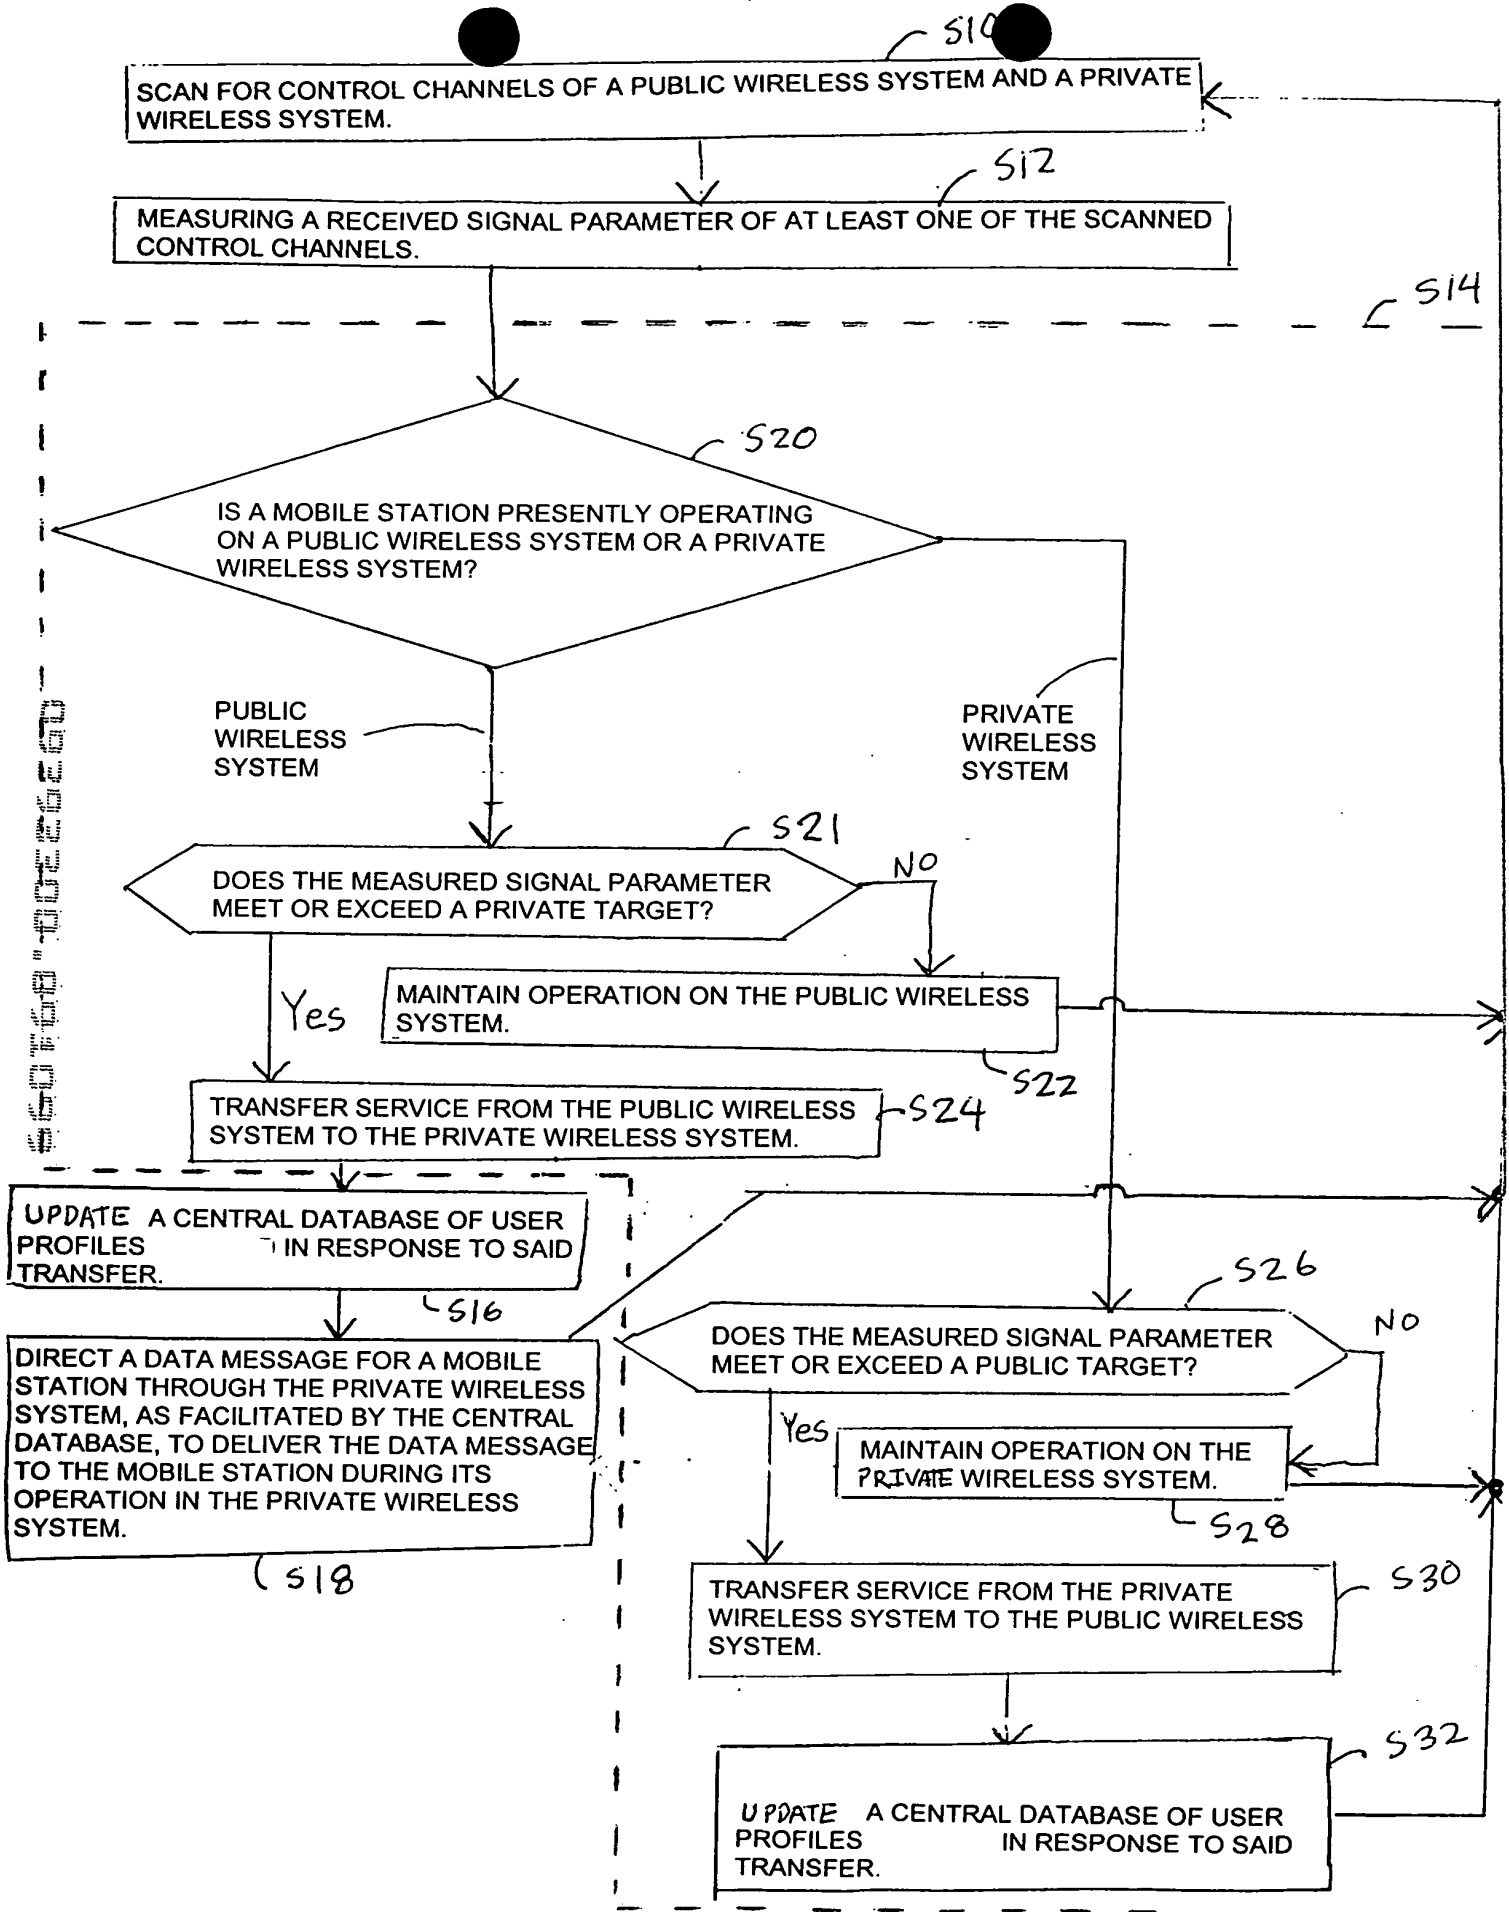 S10
SCAN FOR CONTROL CHANNELS OF A PUBLIC WIRELESS SYSTEM AND A PRIVATE
WIRELESS SYSTEM.
S12
MEASURING A RECEIVED SIGNAL PARAMETER OF AT LEAST ONE OF THE SCANNED
CONTROL CHANNELS.
S14
S20
IS A MOBILE STATION PRESENTLY OPERATING
ON A PUBLIC WIRELESS SYSTEM OR A PRIVATE
WIRELESS SYSTEM?
PUBLIC
WIRELESS
SYSTEM
PRIVATE
WIRELESS
SYSTEM
S21
DOES THE MEASURED SIGNAL PARAMETER
MEET OR EXCEED A PRIVATE TARGET?
NO
Yes
MAINTAIN OPERATION ON THE PUBLIC WIRELESS
SYSTEM.
S22
TRANSFER SERVICE FROM THE PUBLIC WIRELESS
SYSTEM TO THE PRIVATE WIRELESS SYSTEM.
S24
UPDATE A CENTRAL DATABASE OF USER
PROFILES IN RESPONSE TO SAID
TRANSFER.
S16
DIRECT A DATA MESSAGE FOR A MOBILE
STATION THROUGH THE PRIVATE WIRELESS
SYSTEM, AS FACILITATED BY THE CENTRAL
DATABASE, TO DELIVER THE DATA MESSAGE
TO THE MOBILE STATION DURING ITS
OPERATION IN THE PRIVATE WIRELESS
SYSTEM.
S18
S26
DOES THE MEASURED SIGNAL PARAMETER
MEET OR EXCEED A PUBLIC TARGET?
NO
Yes
MAINTAIN OPERATION ON THE
PRIVATE WIRELESS SYSTEM.
S28
TRANSFER SERVICE FROM THE PRIVATE
WIRELESS SYSTEM TO THE PUBLIC WIRELESS
SYSTEM.
S30
S32
UPDATE A CENTRAL DATABASE OF USER
PROFILES IN RESPONSE TO SAID
TRANSFER.